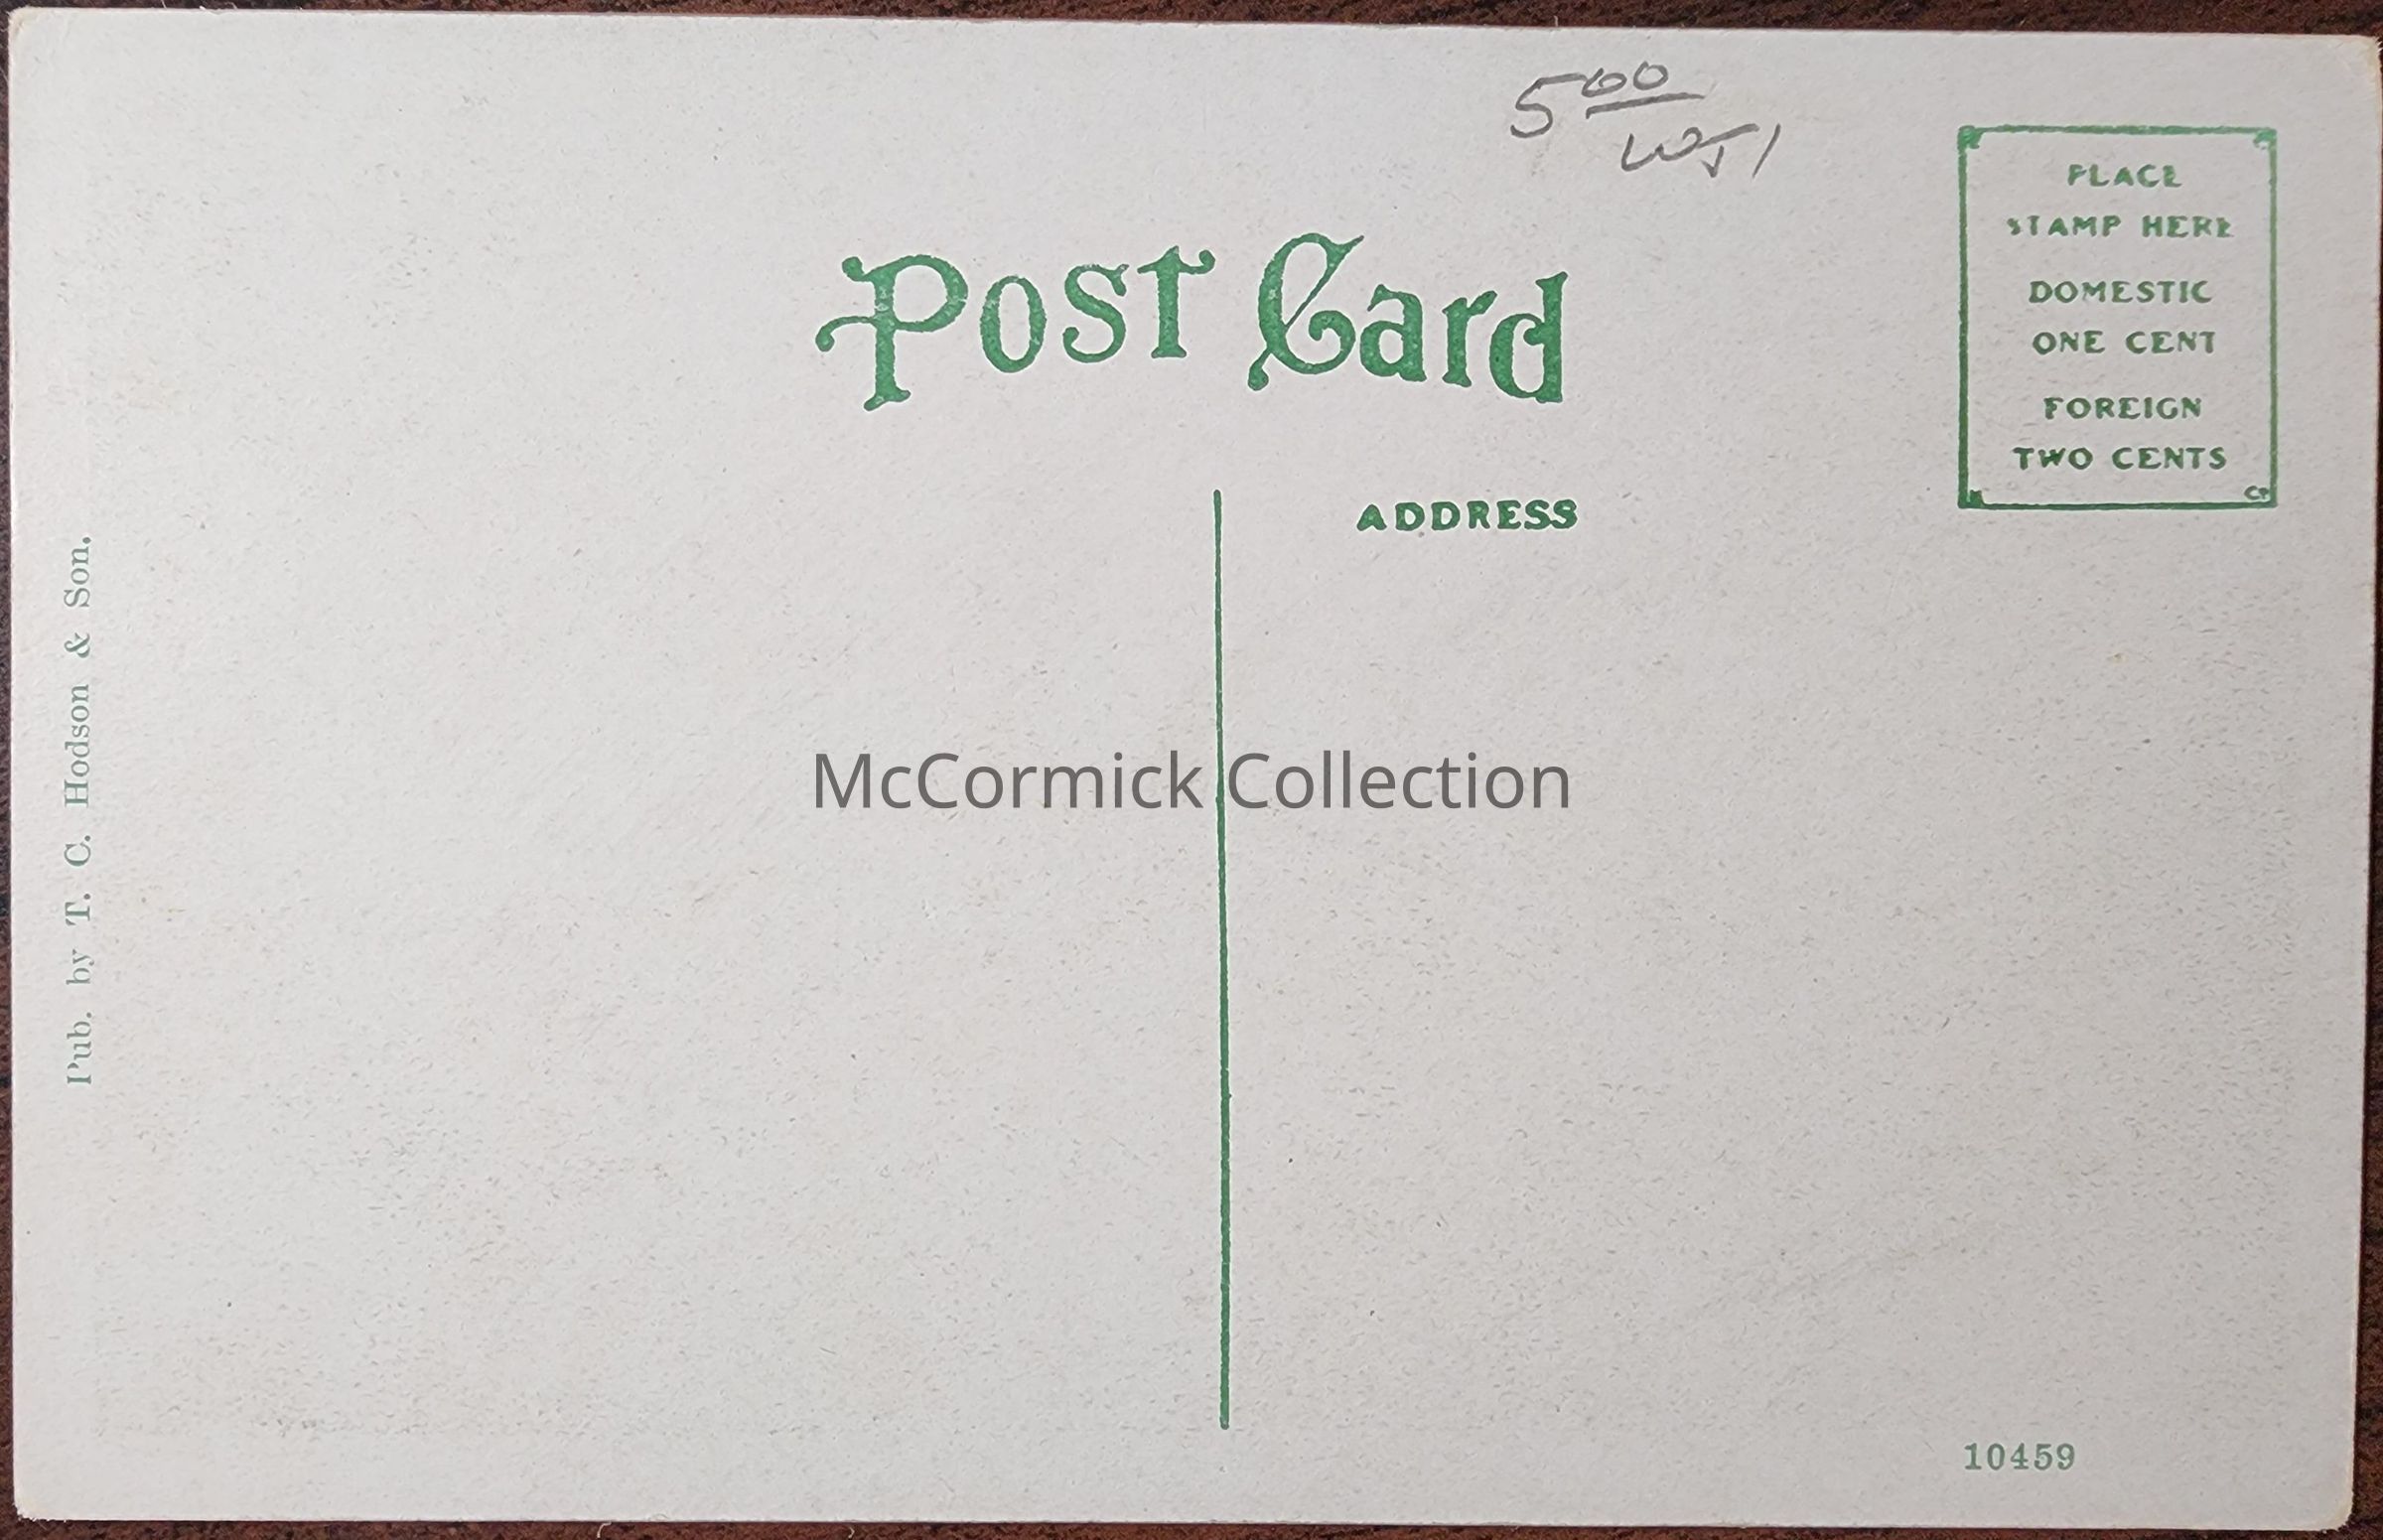 5 00
PLACE
STAMP HERE
DOMESTIC
ONE CENT
FOREIGN
TWO CENTS
Post Card
ADDRESS
Pub. by T. C. Hodson & Son.
McCormick Collection
10459